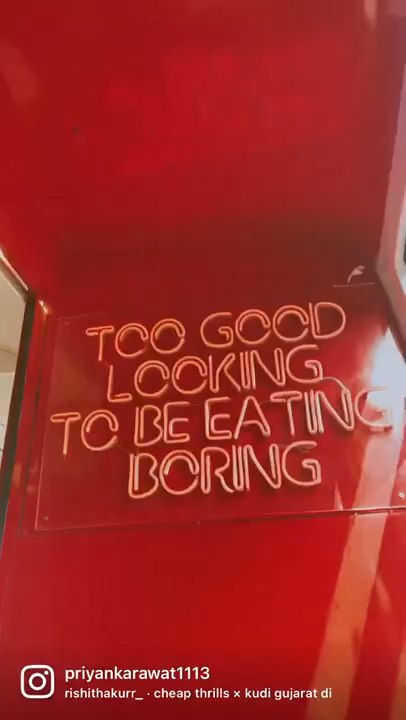 TOO GOOD
LOOKING
TO BE EATING
BORING
priyankarawat1113
rishithakurr_ · cheap thrills × kudi gujarat di